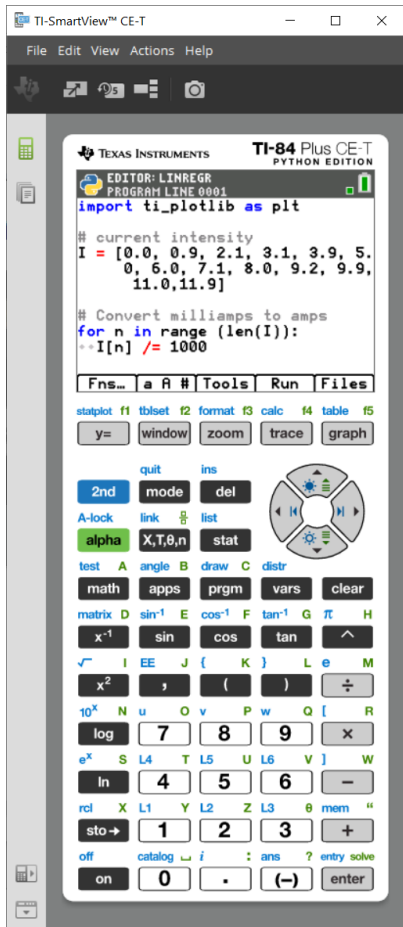 TI-SmartView™ CE-T
File Edit View Actions Help
TEXAS INSTRUMENTS TI-84 Plus CE-T
PYTHON EDITION
EDITOR: LINREGR
PROGRAM LINE 0001
import ti_plotlib as plt
# current intensity
I = [0.0, 0.9, 2.1, 3.1, 3.9, 5.
0, 6.0, 7.1, 8.0, 9.2, 9.9,
11.0,11.9]
# Convert milliamps to amps
for n in range (len(I)):
··I[n] /= 1000
Fns… a A # Tools Run Files
statplot f1 tblset f2 format f3 calc f4 table f5
y= window zoom trace graph
quit ins
2nd mode del
A-lock link list
alpha X,T,θ,n stat
test A angle B draw C distr
math apps prgm vars clear
matrix D sin⁻¹ E cos⁻¹ F tan⁻¹ G π H
x⁻¹ sin cos tan ^
√ I EE J { K } L e M
x² , ( ) ÷
10ˣ N u O v P w Q [ R
log 7 8 9 ×
eˣ S L4 T L5 U L6 V ] W
ln 4 5 6 −
rcl X L1 Y L2 Z L3 θ mem “
sto→ 1 2 3 +
off catalog ⎵ i : ans ? entry solve
on 0 . (–) enter